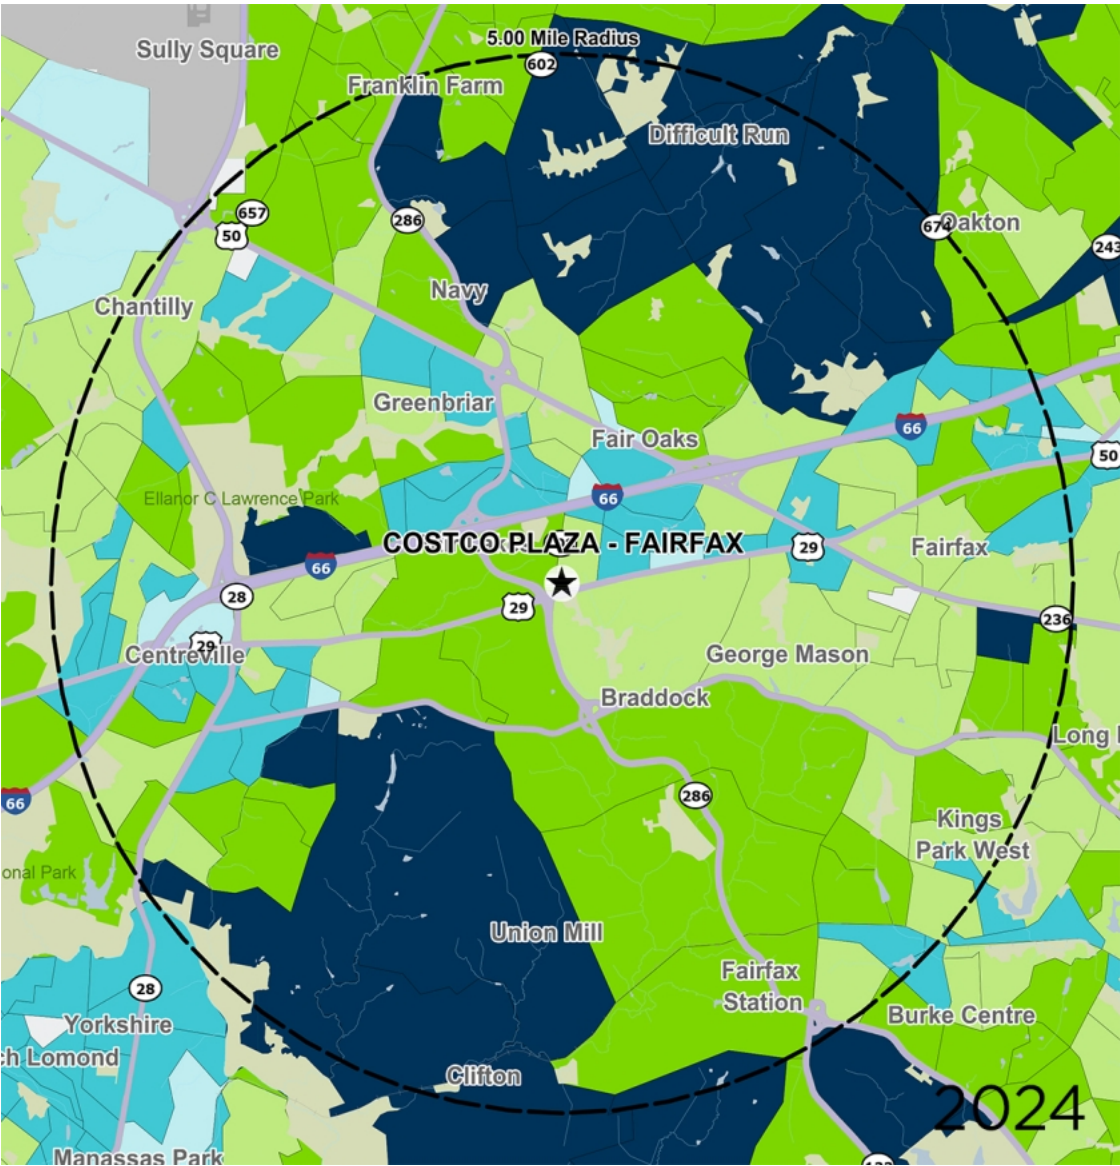 Sully Square
5.00 Mile Radius
602
Franklin Farm
Difficult Run
657
50
286
674
Oakton
243
Navy
Chantilly
Greenbriar
Fair Oaks
66
50
Ellanor C Lawrence Park
66
COSTCO PLAZA - FAIRFAX
29
Fairfax
66
28
29
236
29
Centreville
George Mason
Braddock
Long
286
66
Kings
Park West
onal Park
Union Mill
Fairfax
Station
28
Yorkshire
Burke Centre
ch Lomond
Clifton
2024
Manassas Park